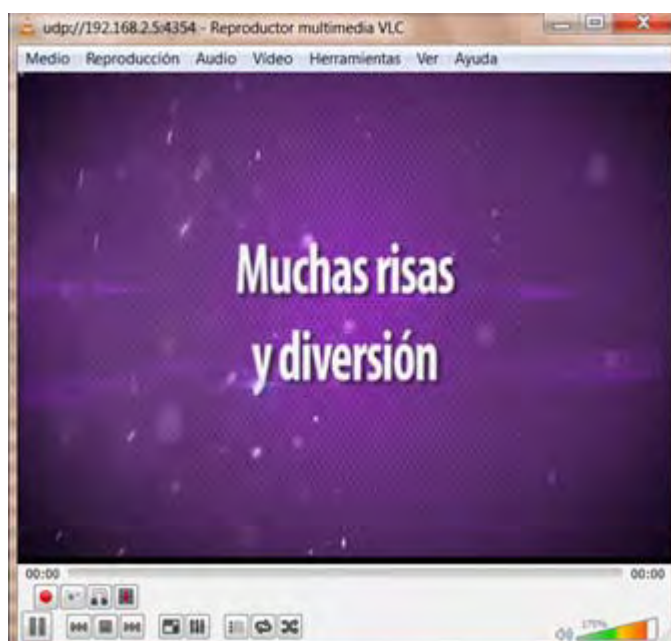 udp://192.168.2.5:4354 - Reproductor multimedia VLC
Medio Reproducción Audio Vídeo Herramientas Ver Ayuda
Muchas risas
y diversión
00:00 00:00